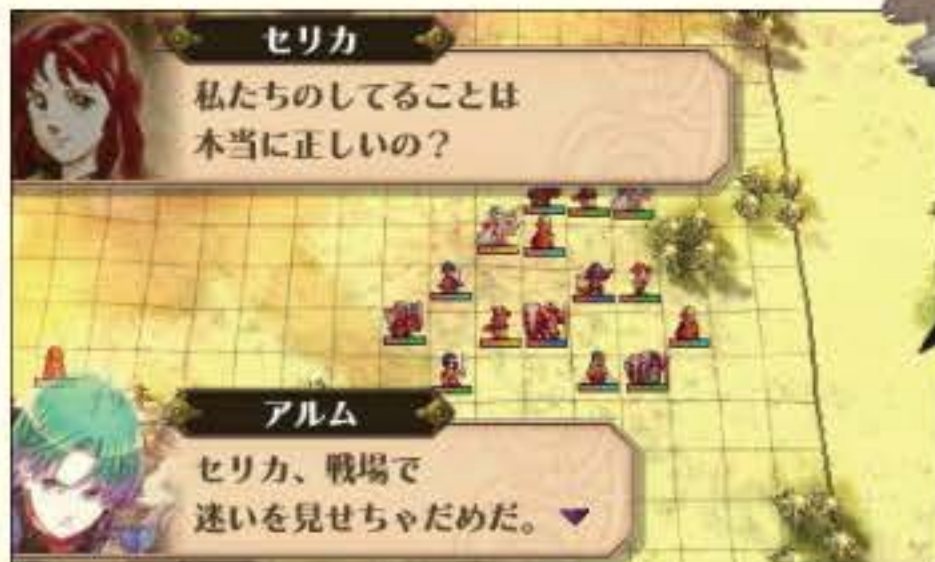 セリカ
私たちのしてることは
本当に正しいの？
アルム
セリカ、戦場で
迷いを見せちゃだめだ。